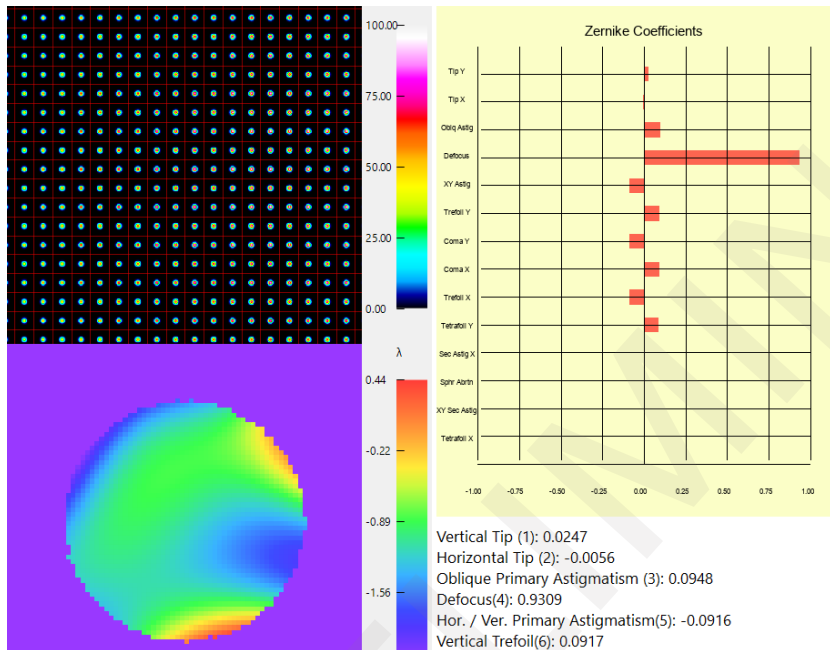 100.00
75.00
50.00
25.00
0.00
λ
0.44
-0.22
-0.89
-1.56
Zernike Coefficients
Tip Y
Tip X
Obiq Astig
Defocus
XY Astig
Trefoil Y
Coma Y
Coma X
Trefoil X
Tetrafoil Y
Sec Astig X
Sphr Abrtn
XY Sec Astig
Tetrafoil X
-1.00 -0.75 -0.50 -0.25 0.00 0.25 0.50 0.75 1.00
Vertical Tip (1): 0.0247
Horizontal Tip (2): -0.0056
Oblique Primary Astigmatism (3): 0.0948
Defocus(4): 0.9309
Hor. / Ver. Primary Astigmatism(5): -0.0916
Vertical Trefoil(6): 0.0917